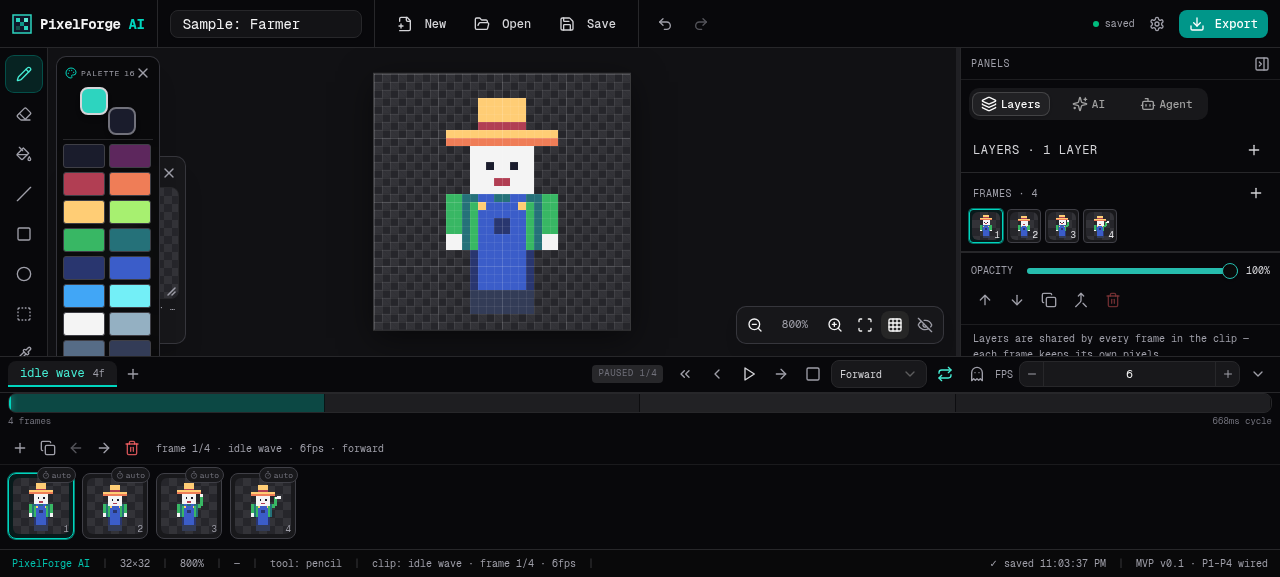 PixelForge AI
Sample: Farmer
New
Open
Save
saved
Export
PALETTE 16
PANELS
Layers
AI
Agent
LAYERS · 1 LAYER
FRAMES · 4
1
2
3
4
OPACITY
100%
Layers are shared by every frame in the clip —
each frame keeps its own pixels.
800%
idle wave 4f
PAUSED 1/4
Forward
FPS
6
4 frames
668ms cycle
frame 1/4 · idle wave · 6fps · forward
auto
auto
auto
auto
1
2
3
4
PixelForge AI
32×32
800%
—
tool: pencil
clip: idle wave · frame 1/4 · 6fps
✓ saved 11:03:37 PM
MVP v0.1 · P1–P4 wired